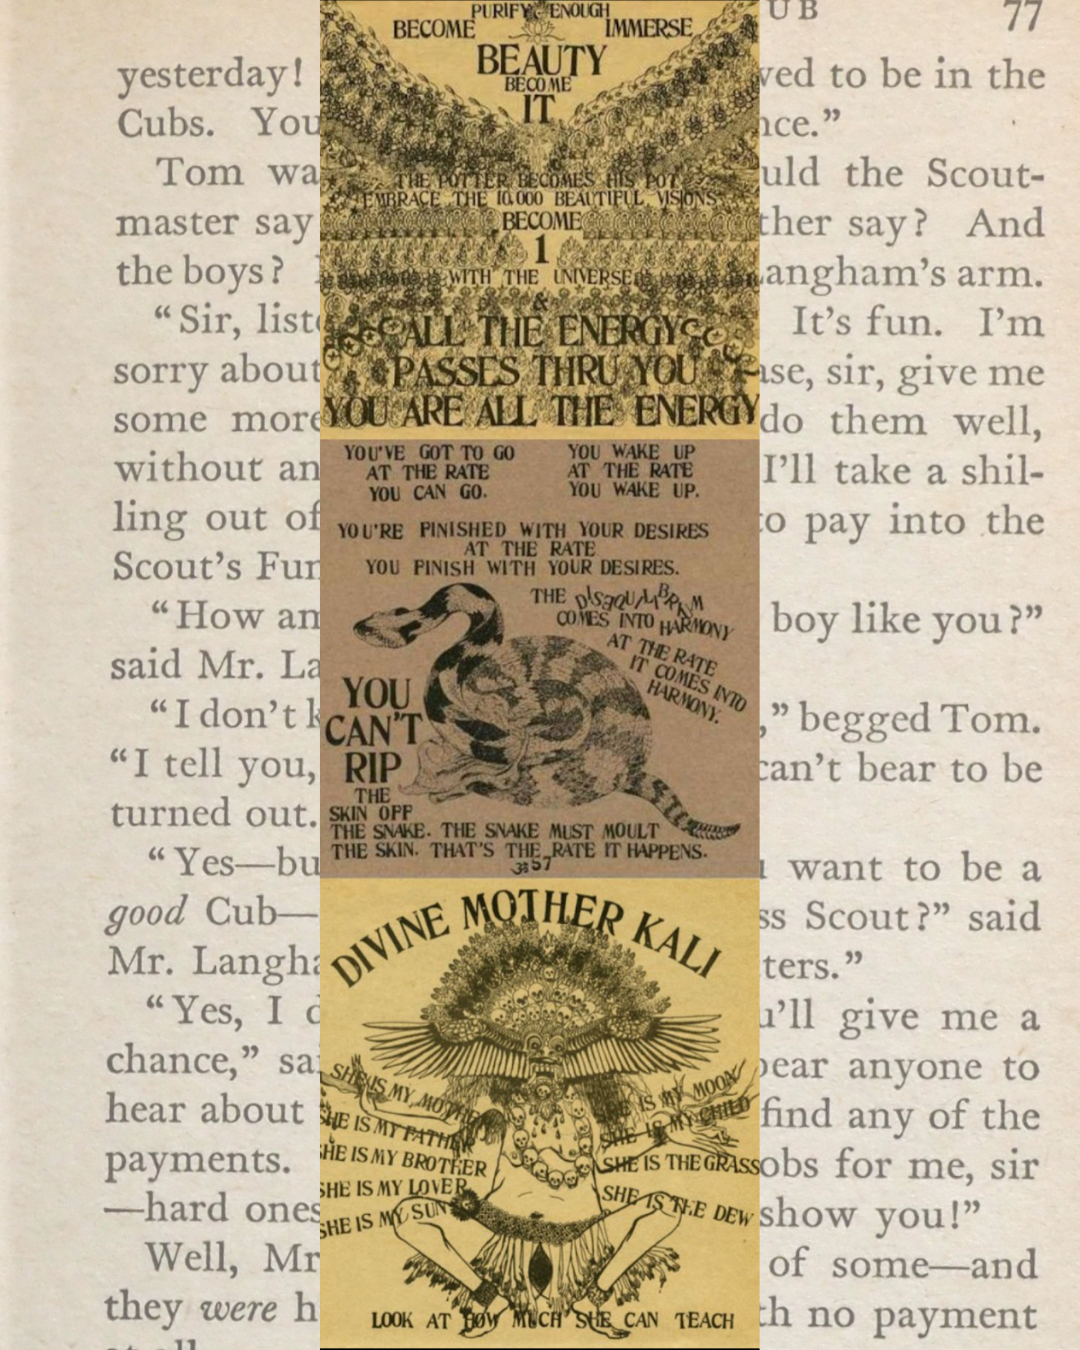 UB 77
yesterday!
Cubs. You
Tom wa
master say
the boys?
“Sir, list
sorry about
some more
without an
ling out of
Scout’s Fun
“How am
said Mr. La
“I don’t k
“I tell you,
turned out.
“Yes—bu
good Cub—
Mr. Langha
“Yes, I d
chance,” sai
hear about
payments.
—hard ones
Well, Mr
they were h
at all
PURIFY ENOUGH
BECOME IMMERSE
BEAUTY
BECOME
IT
THE POTTER BECOMES HIS POT
EMBRACE THE 10,000 BEAUTIFUL VISIONS
BECOME
1
WITH THE UNIVERSE
&
ALL THE ENERGY
PASSES THRU YOU
YOU ARE ALL THE ENERGY
YOU'VE GOT TO GO
AT THE RATE
YOU CAN GO.
YOU WAKE UP
AT THE RATE
YOU WAKE UP.
YOU'RE FINISHED WITH YOUR DESIRES
AT THE RATE
YOU FINISH WITH YOUR DESIRES.
THE DISEQUILIBRIUM
COMES INTO HARMONY
AT THE RATE
IT COMES INTO
HARMONY.
YOU
CAN'T
RIP
THE
SKIN OFF
THE SNAKE. THE SNAKE MUST MOULT
THE SKIN. THAT'S THE RATE IT HAPPENS.
57
DIVINE MOTHER KALI
SHE IS MY MOTHER
SHE IS MY FATHER
SHE IS MY BROTHER
SHE IS MY LOVER
SHE IS MY SUN
SHE IS MY MOON
SHE IS MY CHILD
SHE IS THE GRASS
SHE IS THE DEW
LOOK AT HOW MUCH SHE CAN TEACH
ved to be in the
nce.”
uld the Scout-
ther say? And
angham’s arm.
It’s fun. I’m
ase, sir, give me
do them well,
I’ll take a shil-
to pay into the
boy like you?”
,” begged Tom.
can’t bear to be
want to be a
ss Scout?” said
ters.”
u’ll give me a
bear anyone to
find any of the
obs for me, sir
show you!”
of some—and
th no payment